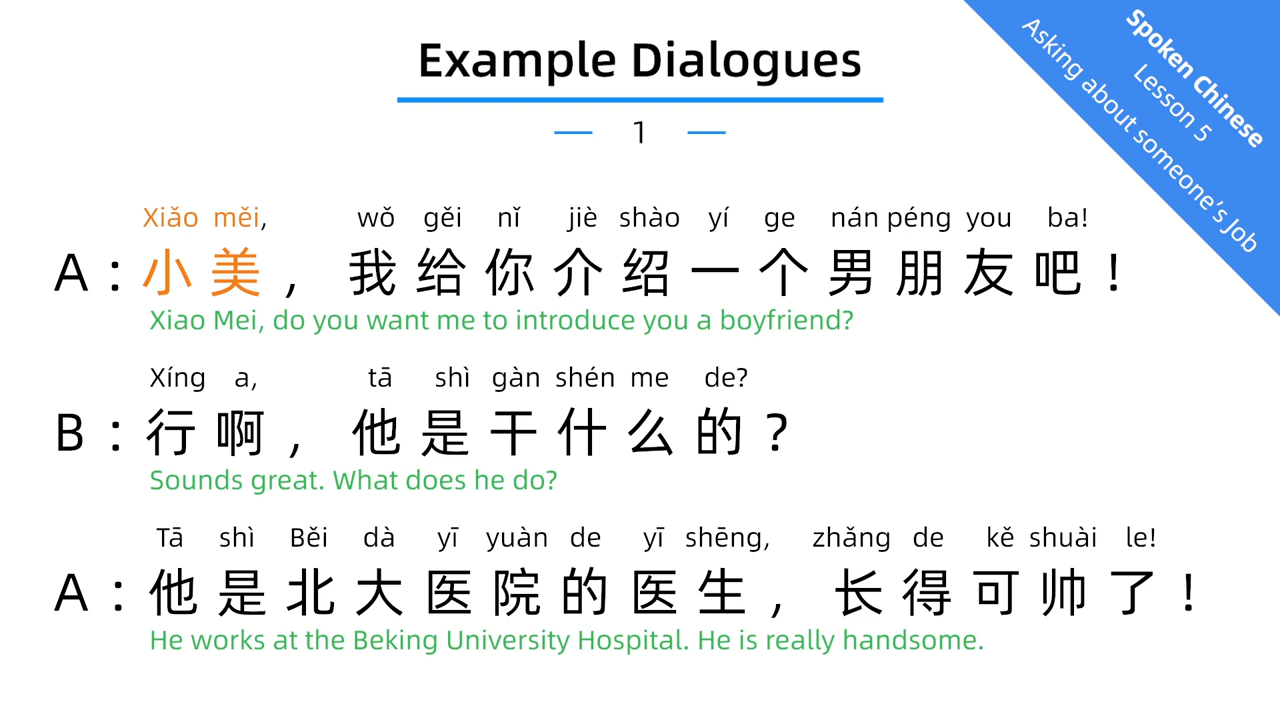 Example Dialogues
1
Spoken Chinese
Lesson 5
Asking about someone's Job
Xiǎo měi, wǒ gěi nǐ jiè shào yí ge nán péng you ba!
A：小美，我给你介绍一个男朋友吧！
Xiao Mei, do you want me to introduce you a boyfriend?
Xíng a, tā shì gàn shén me de?
B：行啊，他是干什么的？
Sounds great. What does he do?
Tā shì Běi dà yī yuàn de yī shēng, zhǎng de kě shuài le!
A：他是北大医院的医生，长得可帅了！
He works at the Beking University Hospital. He is really handsome.